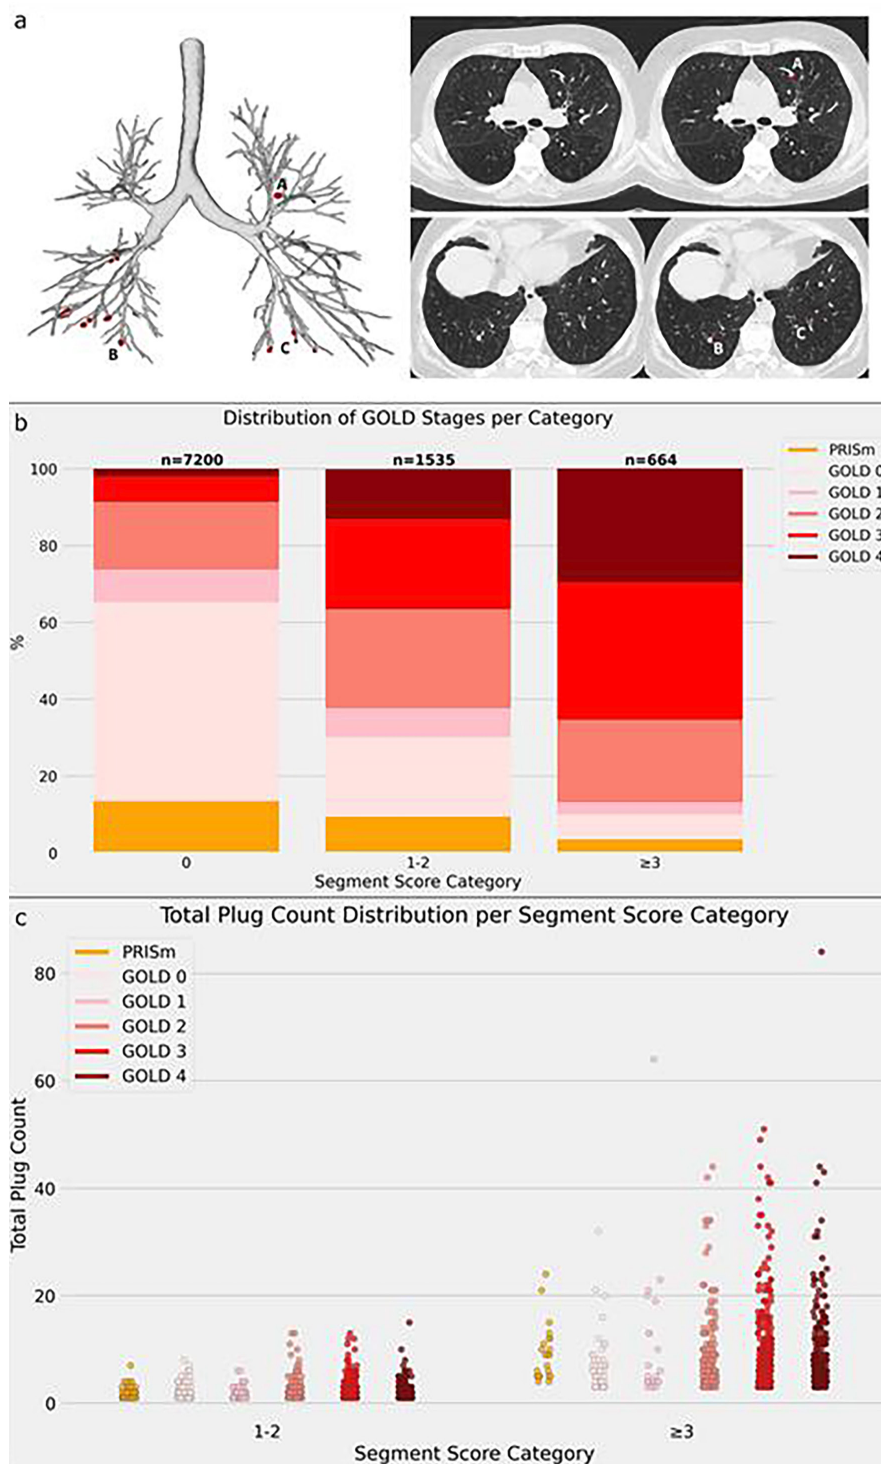 a
A
B
C
A
B
C
b
Distribution of GOLD Stages per Category
n=7200
n=1535
n=664
PRISm
GOLD 0
GOLD 1
GOLD 2
GOLD 3
GOLD 4
100
80
60
40
20
0
%
0
1-2
≥3
Segment Score Category
c
Total Plug Count Distribution per Segment Score Category
PRISm
GOLD 0
GOLD 1
GOLD 2
GOLD 3
GOLD 4
80
60
40
20
0
Total Plug Count
1-2
≥3
Segment Score Category